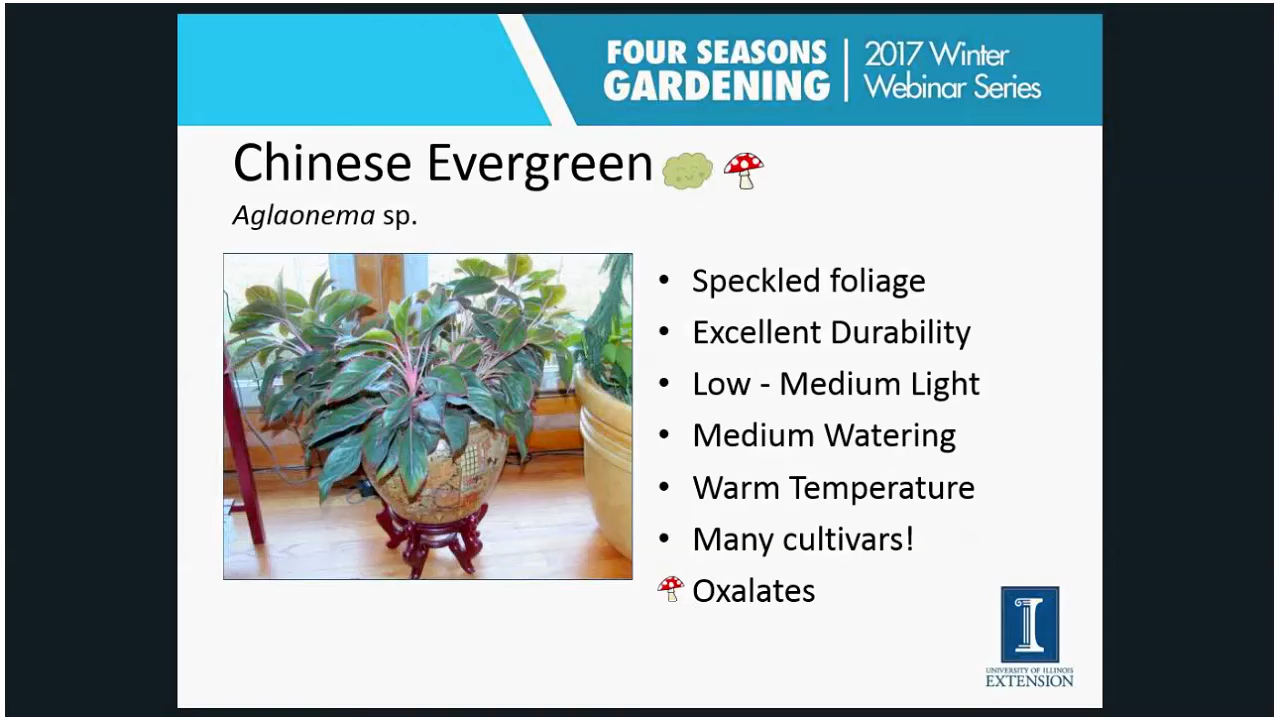 FOUR SEASONS
GARDENING
2017 Winter
Webinar Series
Chinese Evergreen
Aglaonema sp.
• Speckled foliage
• Excellent Durability
• Low - Medium Light
• Medium Watering
• Warm Temperature
• Many cultivars!
Oxalates
I
UNIVERSITY OF ILLINOIS
EXTENSION